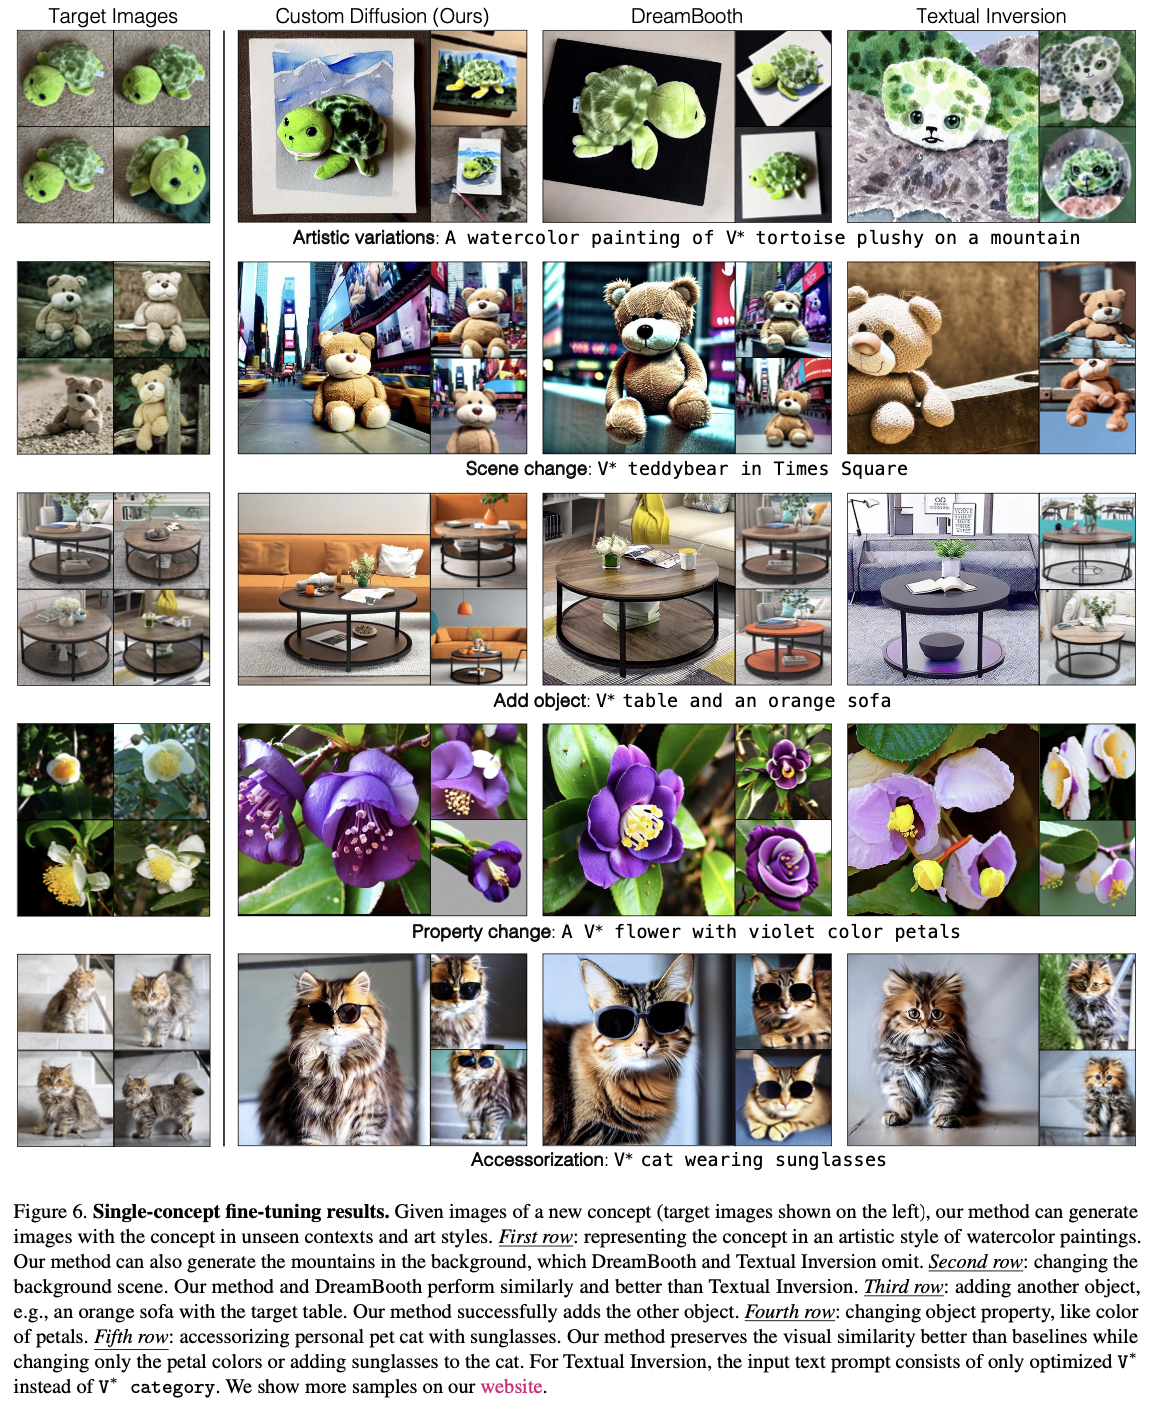 Target Images
Custom Diffusion (Ours)
DreamBooth
Textual Inversion
Artistic variations: A watercolor painting of V* tortoise plushy on a mountain
Scene change: V* teddybear in Times Square
Add object: V* table and an orange sofa
Property change: A V* flower with violet color petals
Accessorization: V* cat wearing sunglasses
Figure 6. Single-concept fine-tuning results. Given images of a new concept (target images shown on the left), our method can generate
images with the concept in unseen contexts and art styles. First row: representing the concept in an artistic style of watercolor paintings.
Our method can also generate the mountains in the background, which DreamBooth and Textual Inversion omit. Second row: changing the
background scene. Our method and DreamBooth perform similarly and better than Textual Inversion. Third row: adding another object,
e.g., an orange sofa with the target table. Our method successfully adds the other object. Fourth row: changing object property, like color
of petals. Fifth row: accessorizing personal pet cat with sunglasses. Our method preserves the visual similarity better than baselines while
changing only the petal colors or adding sunglasses to the cat. For Textual Inversion, the input text prompt consists of only optimized V*
instead of V* category. We show more samples on our website.